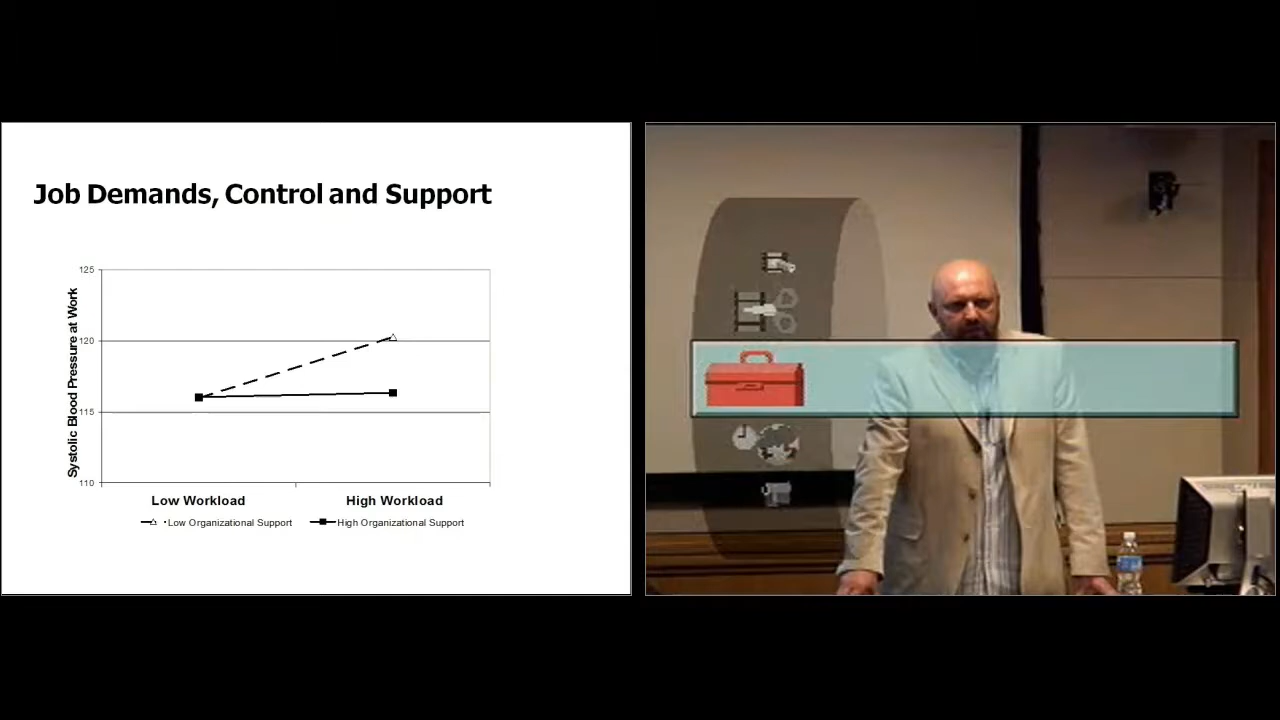 Job Demands, Control and Support
125
120
115
110
Systolic Blood Pressure at Work
Low Workload
High Workload
Low Organizational Support
High Organizational Support